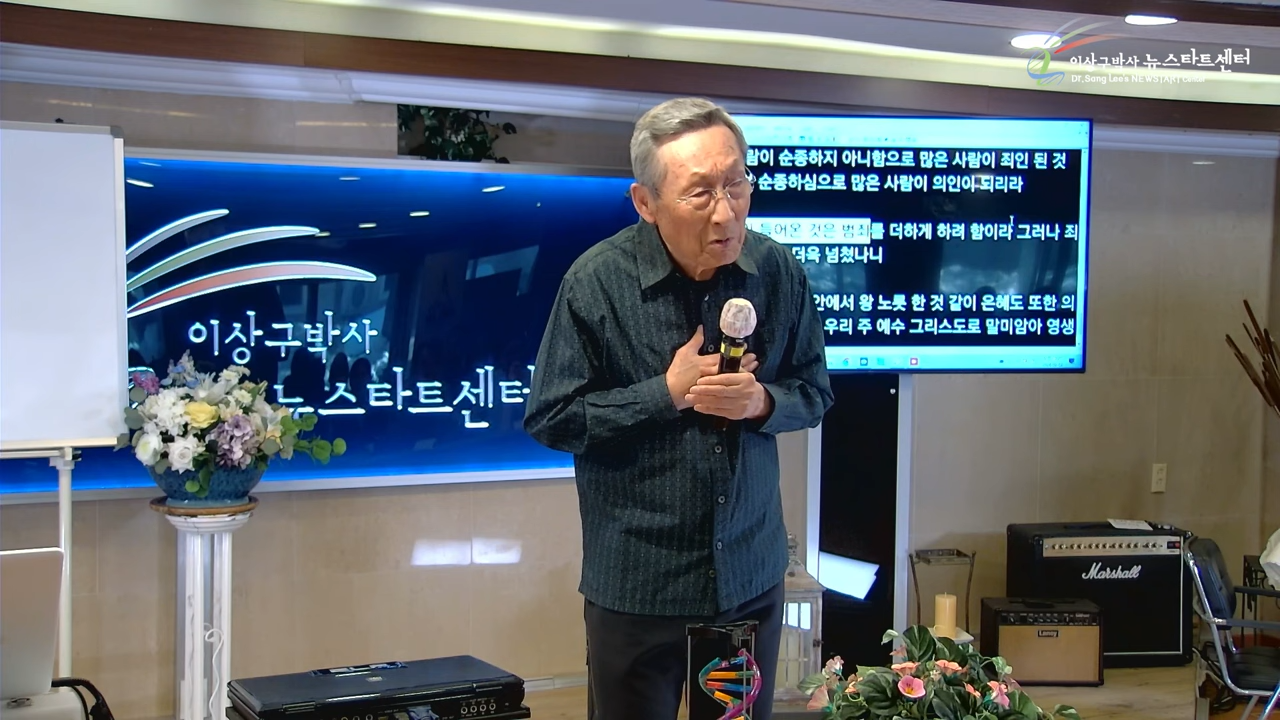 이상구박사 뉴스타트센터
Dr.Sang Lee's NEWSTART Center
이상구박사
뉴스타트센터
람이 순종하지 아니함으로 많은 사람이 죄인 된 것
순종하심으로 많은 사람이 의인이 되리라
들어온 것은 범죄를 더하게 하려 함이라 그러나 죄
더욱 넘쳤나니
안에서 왕 노릇 한 것 같이 은혜도 또한 의
우리 주 예수 그리스도로 말미암아 영생
Marshall
Laney